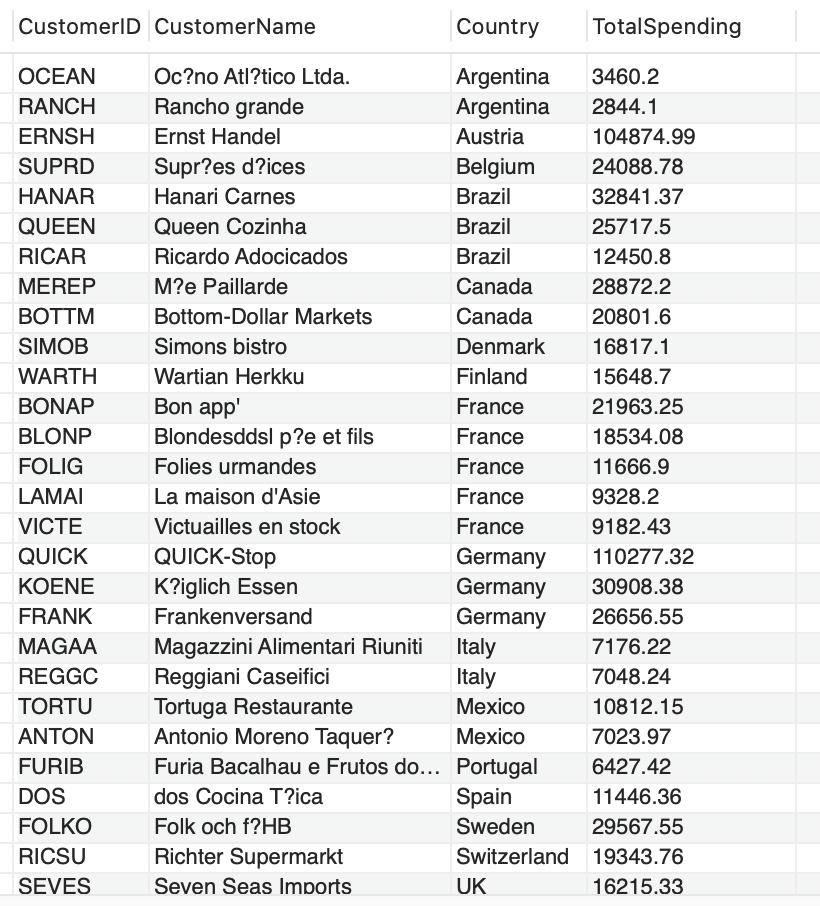 CustomerID CustomerName Country TotalSpending
OCEAN Oc?no Atl?tico Ltda. Argentina 3460.2
RANCH Rancho grande Argentina 2844.1
ERNSH Ernst Handel Austria 104874.99
SUPRD Supr?es d?ices Belgium 24088.78
HANAR Hanari Carnes Brazil 32841.37
QUEEN Queen Cozinha Brazil 25717.5
RICAR Ricardo Adocicados Brazil 12450.8
MEREP M?e Paillarde Canada 28872.2
BOTTM Bottom-Dollar Markets Canada 20801.6
SIMOB Simons bistro Denmark 16817.1
WARTH Wartian Herkku Finland 15648.7
BONAP Bon app' France 21963.25
BLONP Blondesddsl p?e et fils France 18534.08
FOLIG Folies urmandes France 11666.9
LAMAI La maison d'Asie France 9328.2
VICTE Victuailles en stock France 9182.43
QUICK QUICK-Stop Germany 110277.32
KOENE K?iglich Essen Germany 30908.38
FRANK Frankenversand Germany 26656.55
MAGAA Magazzini Alimentari Riuniti Italy 7176.22
REGGC Reggiani Caseifici Italy 7048.24
TORTU Tortuga Restaurante Mexico 10812.15
ANTON Antonio Moreno Taquer? Mexico 7023.97
FURIB Furia Bacalhau e Frutos do... Portugal 6427.42
DOS dos Cocina T?ica Spain 11446.36
FOLKO Folk och f?HB Sweden 29567.55
RICSU Richter Supermarkt Switzerland 19343.76
SEVES Seven Seas Imports UK 16215.33